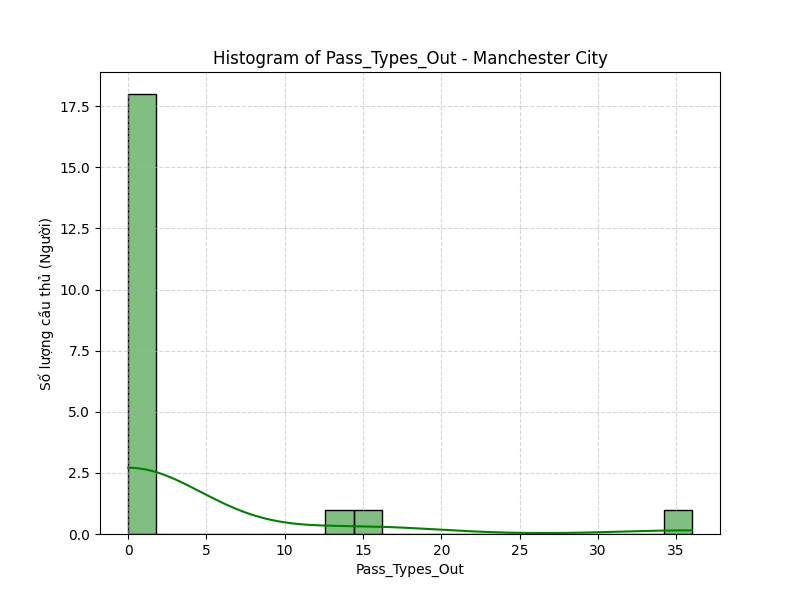 Histogram of Pass_Types_Out - Manchester City
Số lượng cầu thủ (Người)
17.5
15.0
12.5
10.0
7.5
5.0
2.5
0.0
0 5 10 15 20 25 30 35
Pass_Types_Out